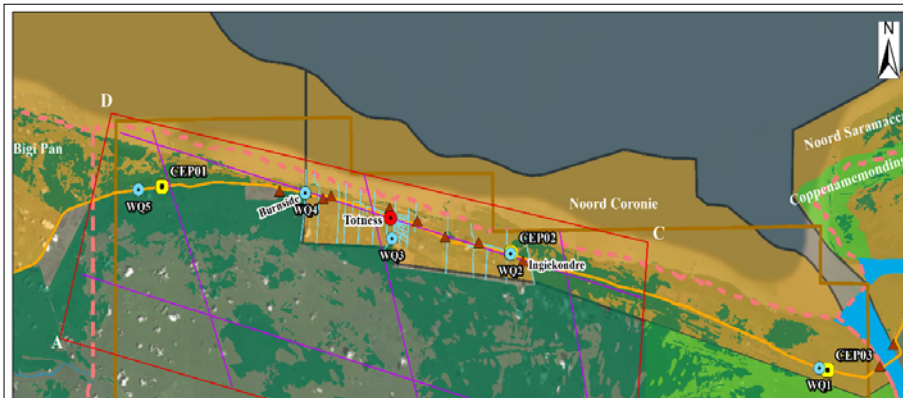 N
D
Noord Saramacca
Bigi Pan
CEP01
Coppenamemonding
WQ5
Burnside
WQ4
Noord Coronie
Totness
C
CEP02
WQ3
WQ2
Ingiekondre
A
CEP03
WQ1